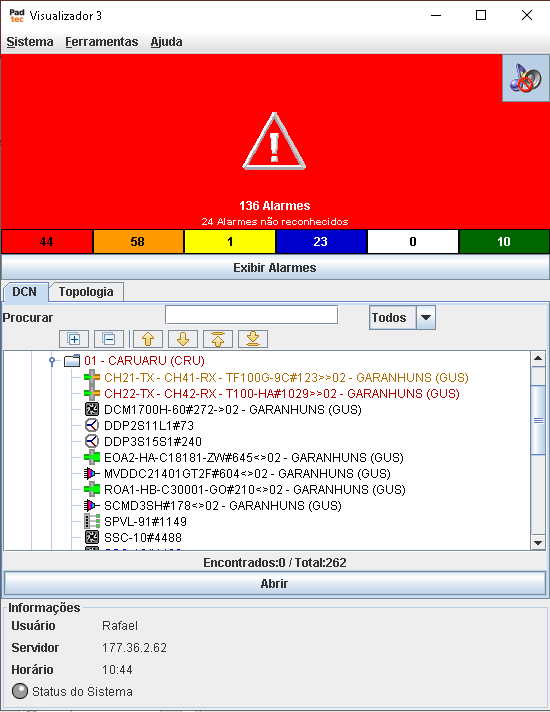 Pad
tec
Visualizador 3
Sistema Ferramentas Ajuda
136 Alarmes
24 Alarmes não reconhecidos
44 58 1 23 0 10
Exibir Alarmes
DCN Topologia
Procurar Todos
01 - CARUARU (CRU)
CH21-TX - CH41-RX - TF100G-9C#123>>02 - GARANHUNS (GUS)
CH22-TX - CH42-RX - T100-HA#1029>>02 - GARANHUNS (GUS)
DCM1700H-60#272->02 - GARANHUNS (GUS)
DDP2S11L1#73
DDP3S15S1#240
EOA2-HA-C18181-ZW#645<>02 - GARANHUNS (GUS)
MVDDC21401GT2F#604<>02 - GARANHUNS (GUS)
ROA1-HB-C30001-GO#210<>02 - GARANHUNS (GUS)
SCMD3SH#178<>02 - GARANHUNS (GUS)
SPVL-91#1149
SSC-10#4488
Encontrados:0 / Total:262
Abrir
Informações
Usuário Rafael
Servidor 177.36.2.62
Horário 10:44
Status do Sistema